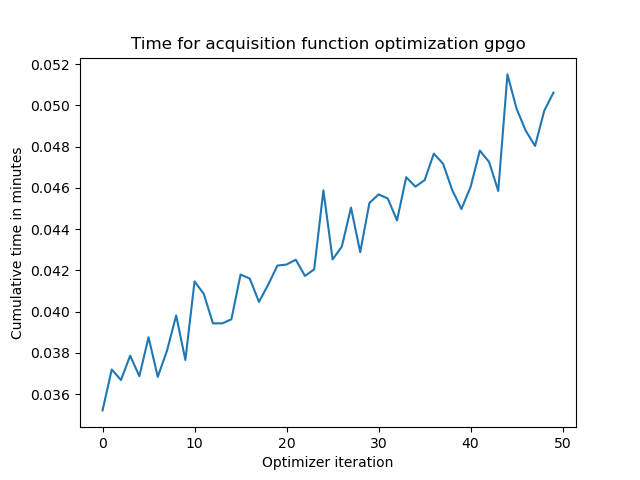 Time for acquisition function optimization gpgo
Cumulative time in minutes
0.052
0.050
0.048
0.046
0.044
0.042
0.040
0.038
0.036
0 10 20 30 40 50
Optimizer iteration